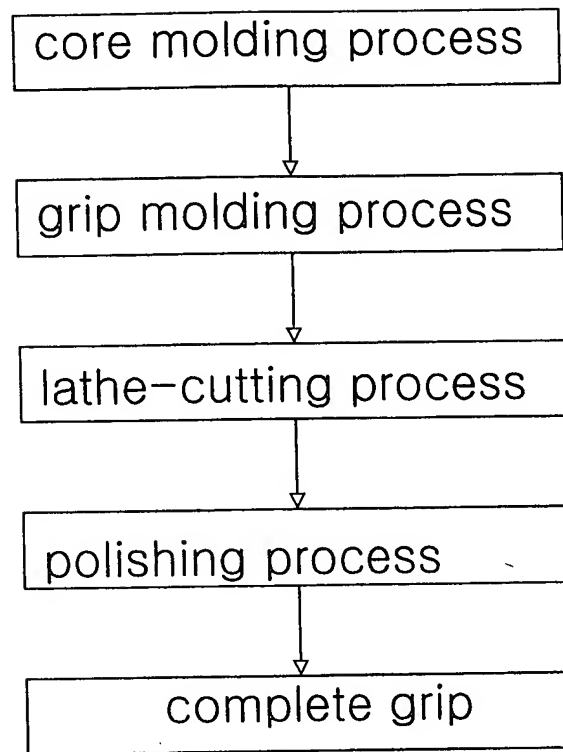 core molding process
grip molding process
lathe-cutting process
polishing process
complete grip